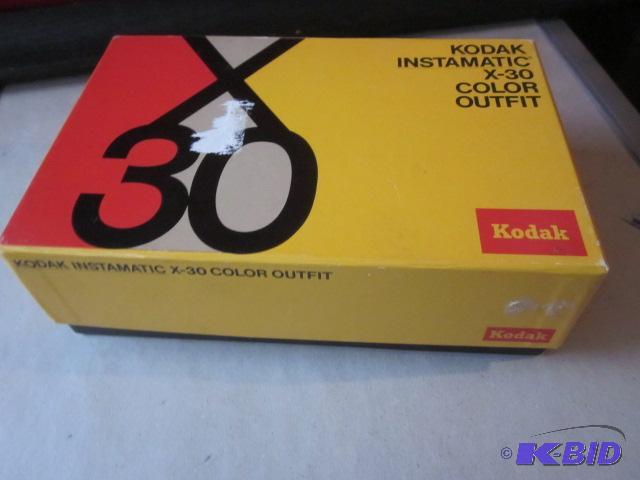 X
30
KODAK
INSTAMATIC®
X-30
COLOR
OUTFIT
Kodak
KODAK INSTAMATIC X-30 COLOR OUTFIT
Kodak
© K-BID